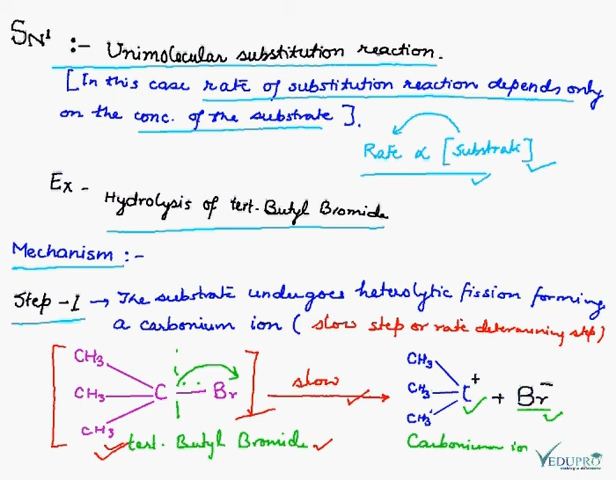 SN¹ :- Unimolecular substitution reaction.
[In this case rate of substitution reaction depends only
on the conc. of the substrate].
Rate ∝ [Substrate]
Ex - Hydrolysis of tert. Butyl Bromide
Mechanism :-
Step-I → The substrate undergoes heterolytic fission forming
a carbonium ion (slow step or rate determining step)
CH₃ CH₃
CH₃ C : Br slow CH₃ C⁺ + Br⁻
CH₃ CH₃
tert. Butyl Bromide Carbonium ion
VEDUPRO
making a difference